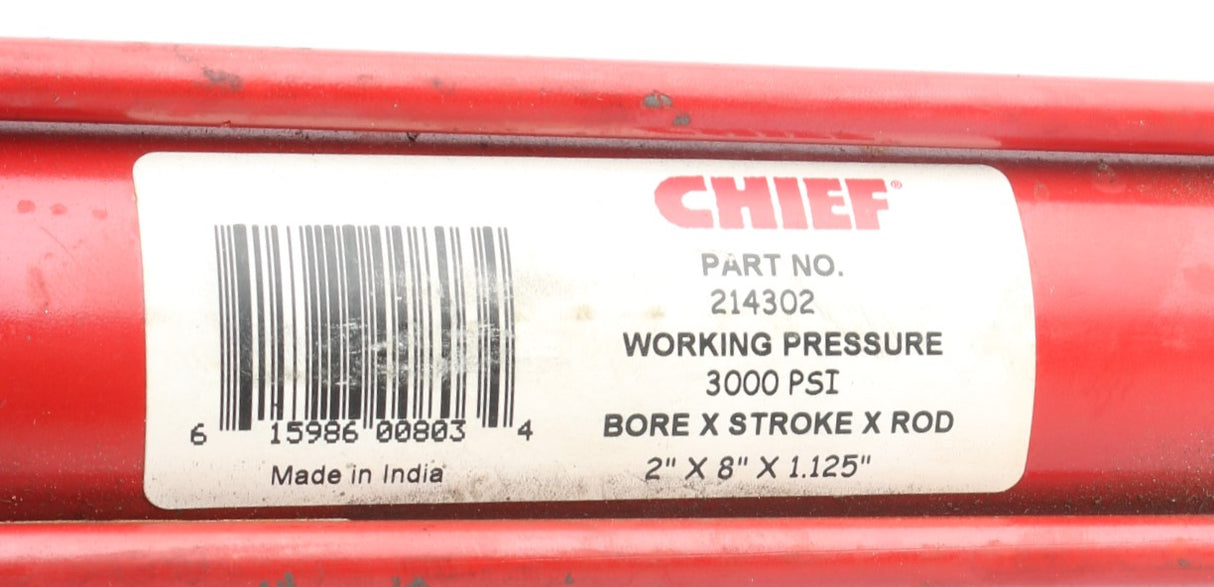 CHIEF®
PART NO.
214302
WORKING PRESSURE
3000 PSI
BORE X STROKE X ROD
2" X 8" X 1.125"
6 15986 00803 4
Made in India